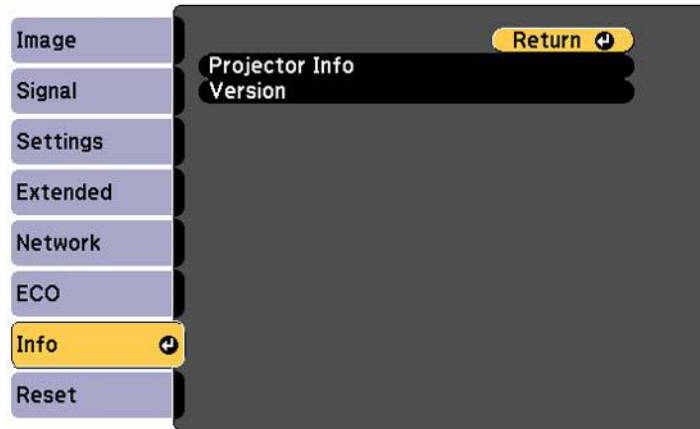 Image
Signal
Settings
Extended
Network
ECO
Info
Reset
Return
Projector Info
Version